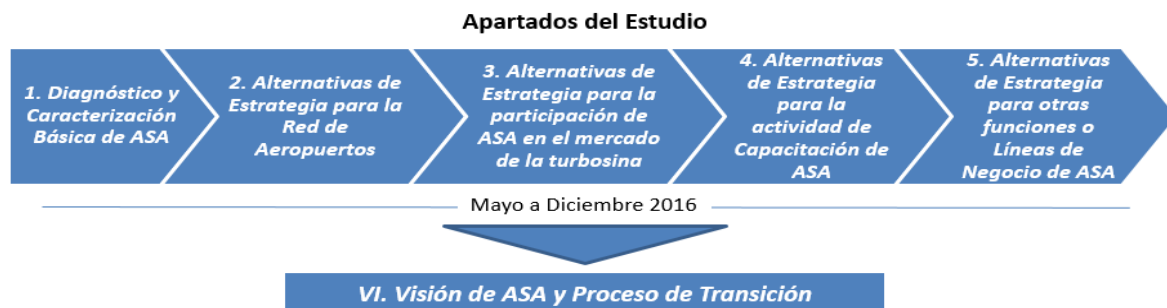 Apartados del Estudio
1. Diagnóstico y
Caracterización
Básica de ASA
2. Alternativas de
Estrategia para la
Red de
Aeropuertos
3. Alternativas de
Estrategia para la
participación de
ASA en el mercado
de la turbosina
4. Alternativas
de Estrategia
para la
actividad de
Capacitación de
ASA
5. Alternativas
de Estrategia
para otras
funciones o
Líneas de
Negocio de ASA
Mayo a Diciembre 2016
VI. Visión de ASA y Proceso de Transición